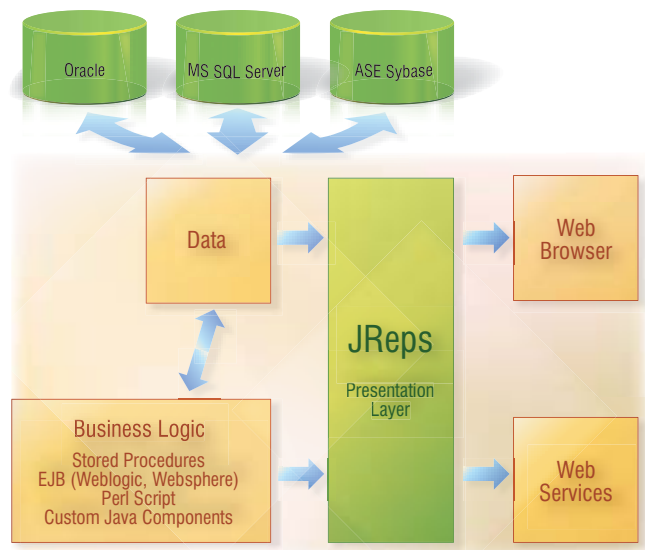 Oracle
MS SQL Server
ASE Sybase
Data
Web
Browser
JReps
Presentation
Layer
Business Logic
Stored Procedures
EJB (Weblogic, Websphere)
Perl Script
Custom Java Components
Web
Services